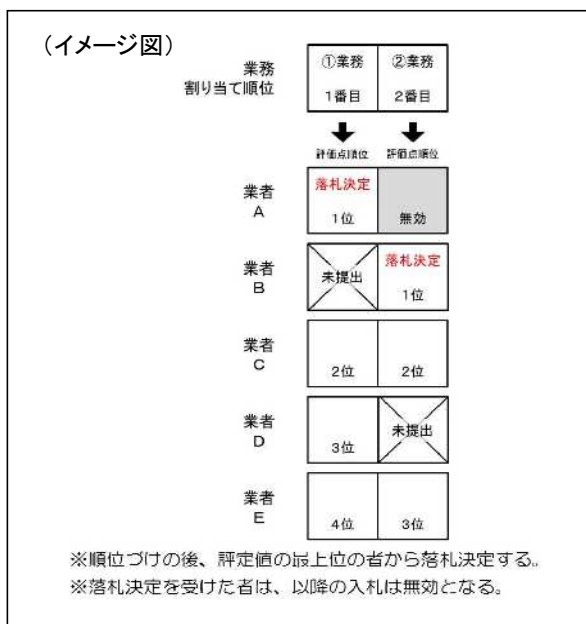 （イメージ図）
業務
割り当て順位
①業務 ②業務
1番目 2番目
評価点順位 評価点順位
業者
A
落札決定
1位 無効
業者
B
未提出 落札決定
1位
業者
C
2位 2位
業者
D
3位 未提出
業者
E
4位 3位
※順位づけの後、評定値の最上位の者から落札決定する。
※落札決定を受けた者は、以降の入札は無効となる。